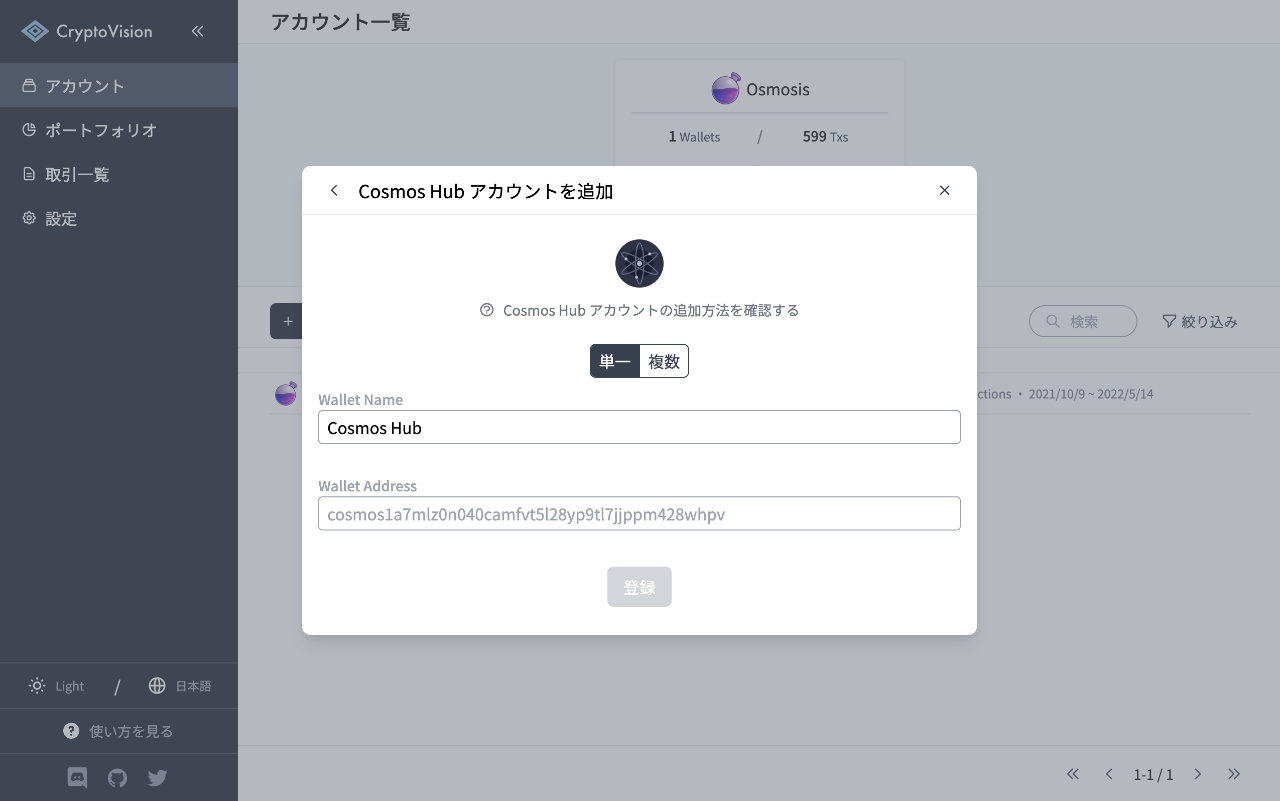 CryptoVision
アカウント
ポートフォリオ
取引一覧
設定
Light / 日本語
使い方を見る
アカウント一覧
Osmosis
1 Wallets / 599 Txs
Cosmos Hub アカウントを追加
Cosmos Hub アカウントの追加方法を確認する
単一 複数
Wallet Name
Cosmos Hub
Wallet Address
cosmos1a7mlz0n040camfvt5l28yp9tl7jjppm428whpv
登録
+
検索
絞り込み
ctions・2021/10/9 ~ 2022/5/14
1-1 / 1